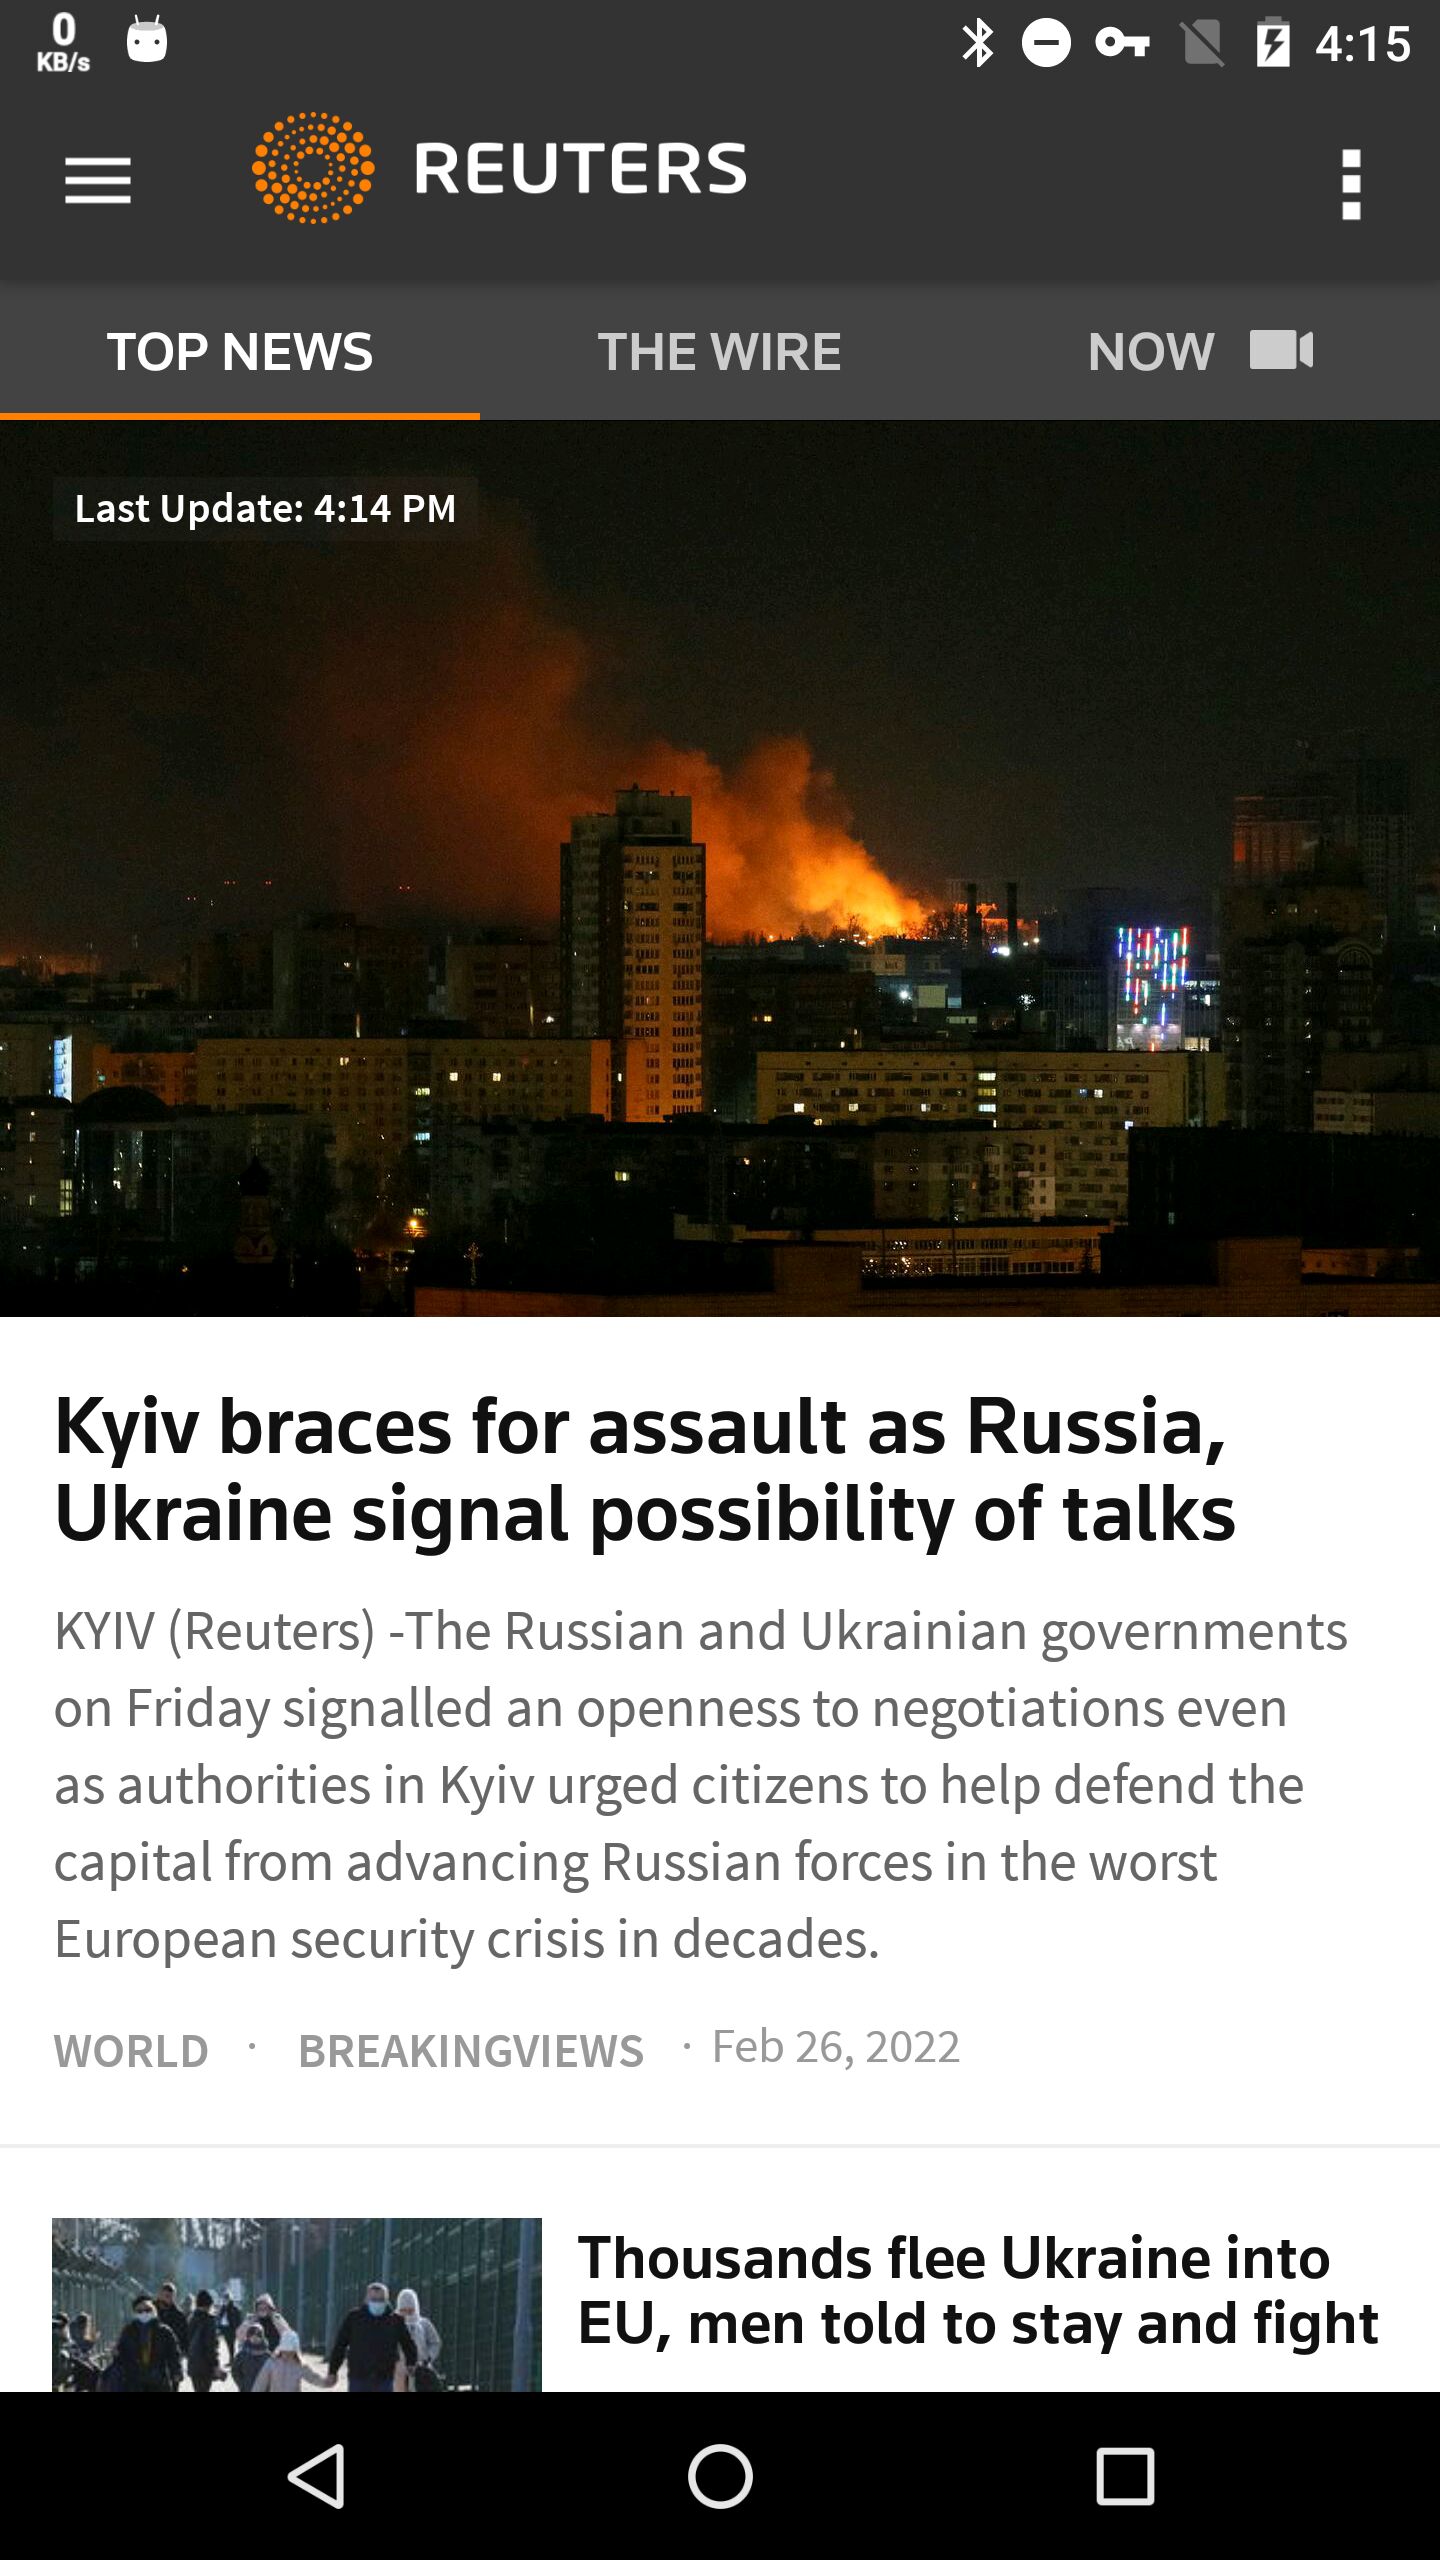 0
KB/s
4:15
REUTERS
TOP NEWS
THE WIRE
NOW
Last Update: 4:14 PM
Kyiv braces for assault as Russia,
Ukraine signal possibility of talks
KYIV (Reuters) -The Russian and Ukrainian governments
on Friday signalled an openness to negotiations even
as authorities in Kyiv urged citizens to help defend the
capital from advancing Russian forces in the worst
European security crisis in decades.
WORLD · BREAKINGVIEWS · Feb 26, 2022
Thousands flee Ukraine into
EU, men told to stay and fight